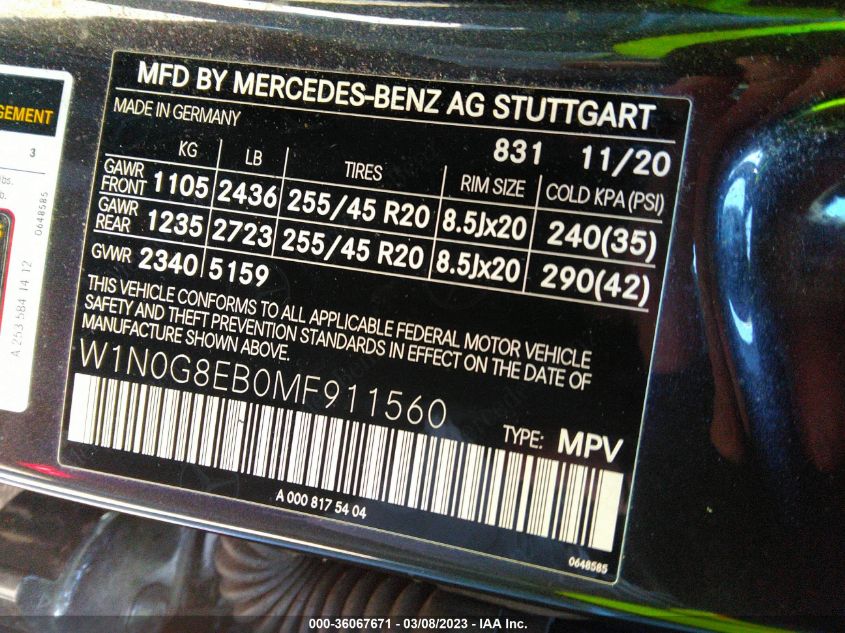 MFD BY MERCEDES-BENZ AG STUTTGART
MADE IN GERMANY
831 11/20
KG LB TIRES RIM SIZE COLD KPA (PSI)
GAWR FRONT 1105 2436 255/45 R20 8.5Jx20 240(35)
GAWR REAR 1235 2723 255/45 R20 8.5Jx20 290(42)
GVWR 2340 5159
THIS VEHICLE CONFORMS TO ALL APPLICABLE FEDERAL MOTOR VEHICLE
SAFETY AND THEFT PREVENTION STANDARDS IN EFFECT ON THE DATE OF
MANUFACTURE SHOWN ABOVE.
W1N0G8EB0MF911560
TYPE: MPV
A 000 817 54 04
0648585
GEMENT
3
lbs.
0648585
A 253 584 14 12
000-36067671 - 03/08/2023 - IAA Inc.